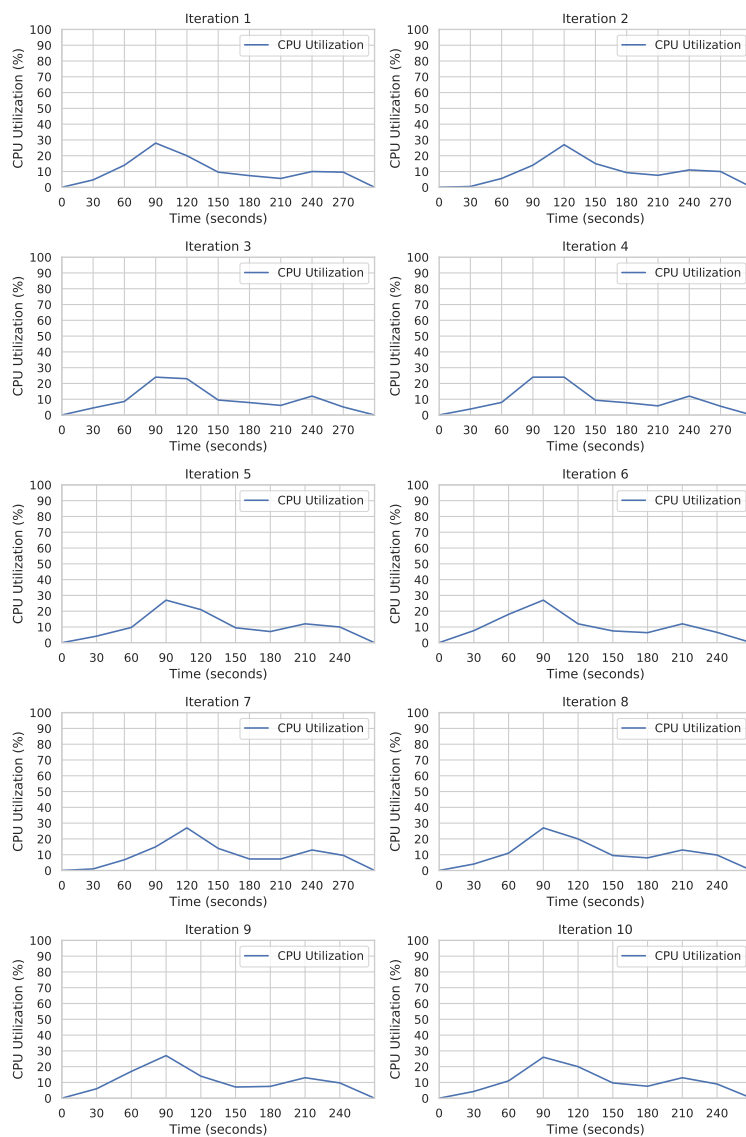 Iteration 1
CPU Utilization (%)
100
90
80
70
60
50
40
30
20
10
0
CPU Utilization
0 30 60 90 120 150 180 210 240 270
Time (seconds)
Iteration 2
CPU Utilization (%)
100
90
80
70
60
50
40
30
20
10
0
CPU Utilization
0 30 60 90 120 150 180 210 240 270
Time (seconds)
Iteration 3
CPU Utilization (%)
100
90
80
70
60
50
40
30
20
10
0
CPU Utilization
0 30 60 90 120 150 180 210 240 270
Time (seconds)
Iteration 4
CPU Utilization (%)
100
90
80
70
60
50
40
30
20
10
0
CPU Utilization
0 30 60 90 120 150 180 210 240 270
Time (seconds)
Iteration 5
CPU Utilization (%)
100
90
80
70
60
50
40
30
20
10
0
CPU Utilization
0 30 60 90 120 150 180 210 240
Time (seconds)
Iteration 6
CPU Utilization (%)
100
90
80
70
60
50
40
30
20
10
0
CPU Utilization
0 30 60 90 120 150 180 210 240
Time (seconds)
Iteration 7
CPU Utilization (%)
100
90
80
70
60
50
40
30
20
10
0
CPU Utilization
0 30 60 90 120 150 180 210 240 270
Time (seconds)
Iteration 8
CPU Utilization (%)
100
90
80
70
60
50
40
30
20
10
0
CPU Utilization
0 30 60 90 120 150 180 210 240
Time (seconds)
Iteration 9
CPU Utilization (%)
100
90
80
70
60
50
40
30
20
10
0
CPU Utilization
0 30 60 90 120 150 180 210 240
Time (seconds)
Iteration 10
CPU Utilization (%)
100
90
80
70
60
50
40
30
20
10
0
CPU Utilization
0 30 60 90 120 150 180 210 240
Time (seconds)